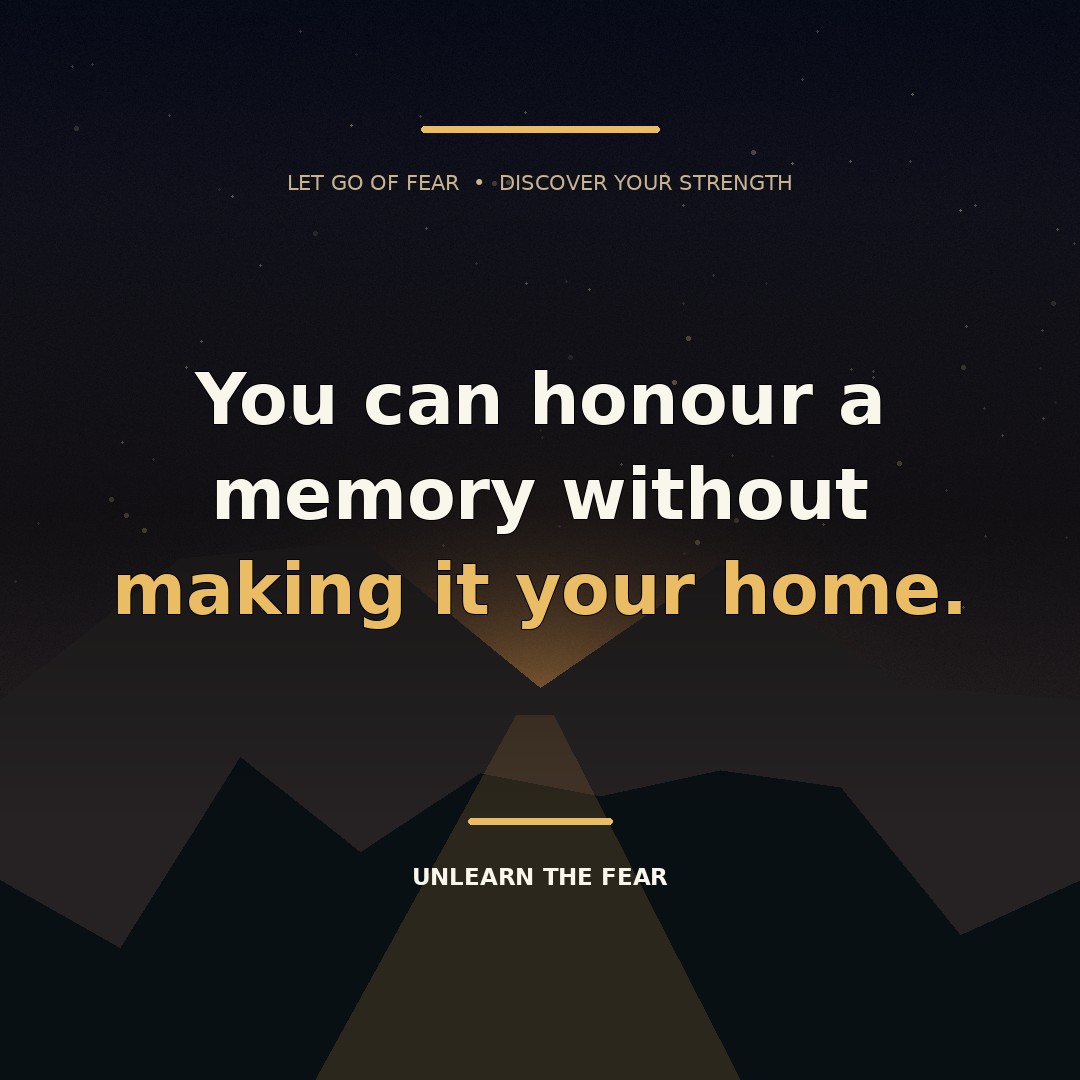 LET GO OF FEAR • DISCOVER YOUR STRENGTH
You can honour a
memory without
making it your home.
UNLEARN THE FEAR